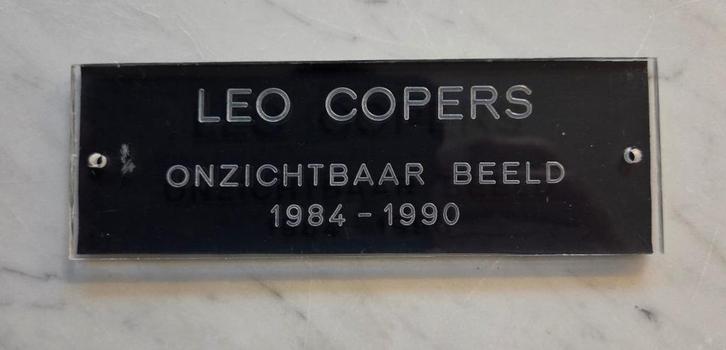 LEO COPERS
ONZICHTBAAR BEELD
1984 - 1990